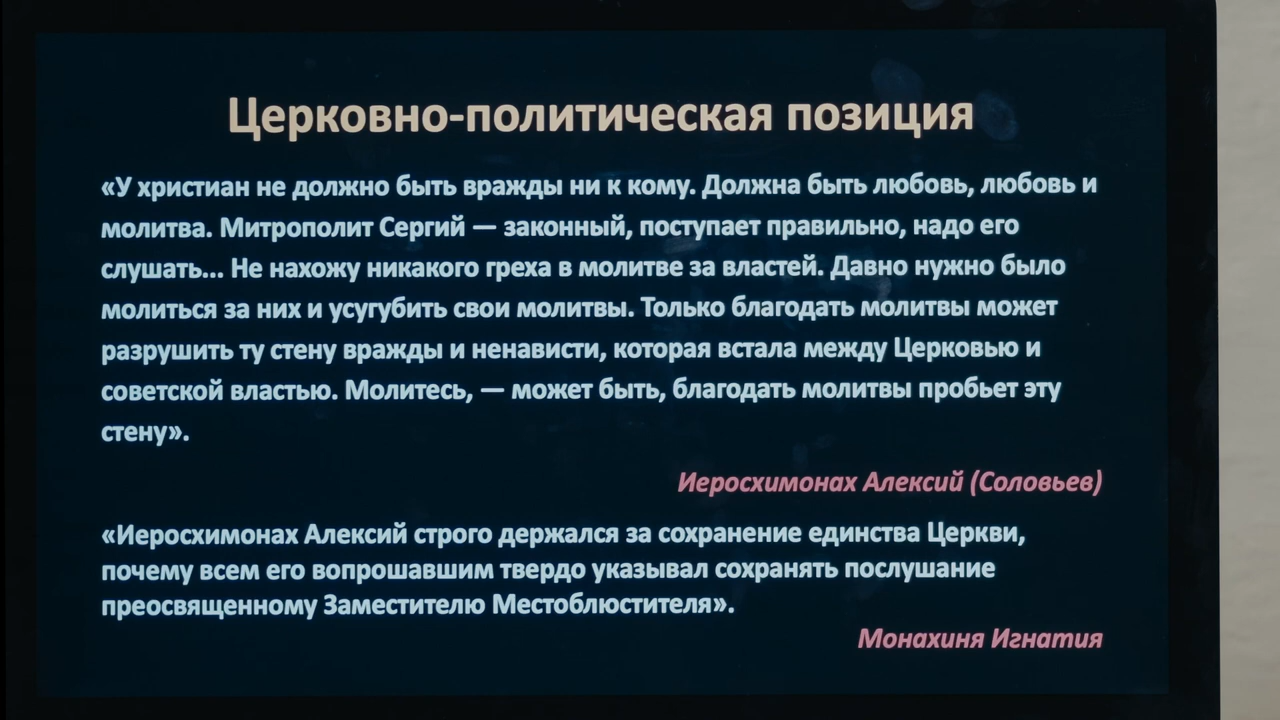 Церковно-политическая позиция
«У христиан не должно быть вражды ни к кому. Должна быть любовь, любовь и
молитва. Митрополит Сергий — законный, поступает правильно, надо его
слушать... Не нахожу никакого греха в молитве за властей. Давно нужно было
молиться за них и усугубить свои молитвы. Только благодать молитвы может
разрушить ту стену вражды и ненависти, которая встала между Церковью и
советской властью. Молитесь, — может быть, благодать молитвы пробьет эту
стену».
Иеросхимонах Алексий (Соловьев)
«Иеросхимонах Алексий строго держался за сохранение единства Церкви,
почему всем его вопрошавшим твердо указывал сохранять послушание
преосвященному Заместителю Местоблюстителя».
Монахиня Игнатия